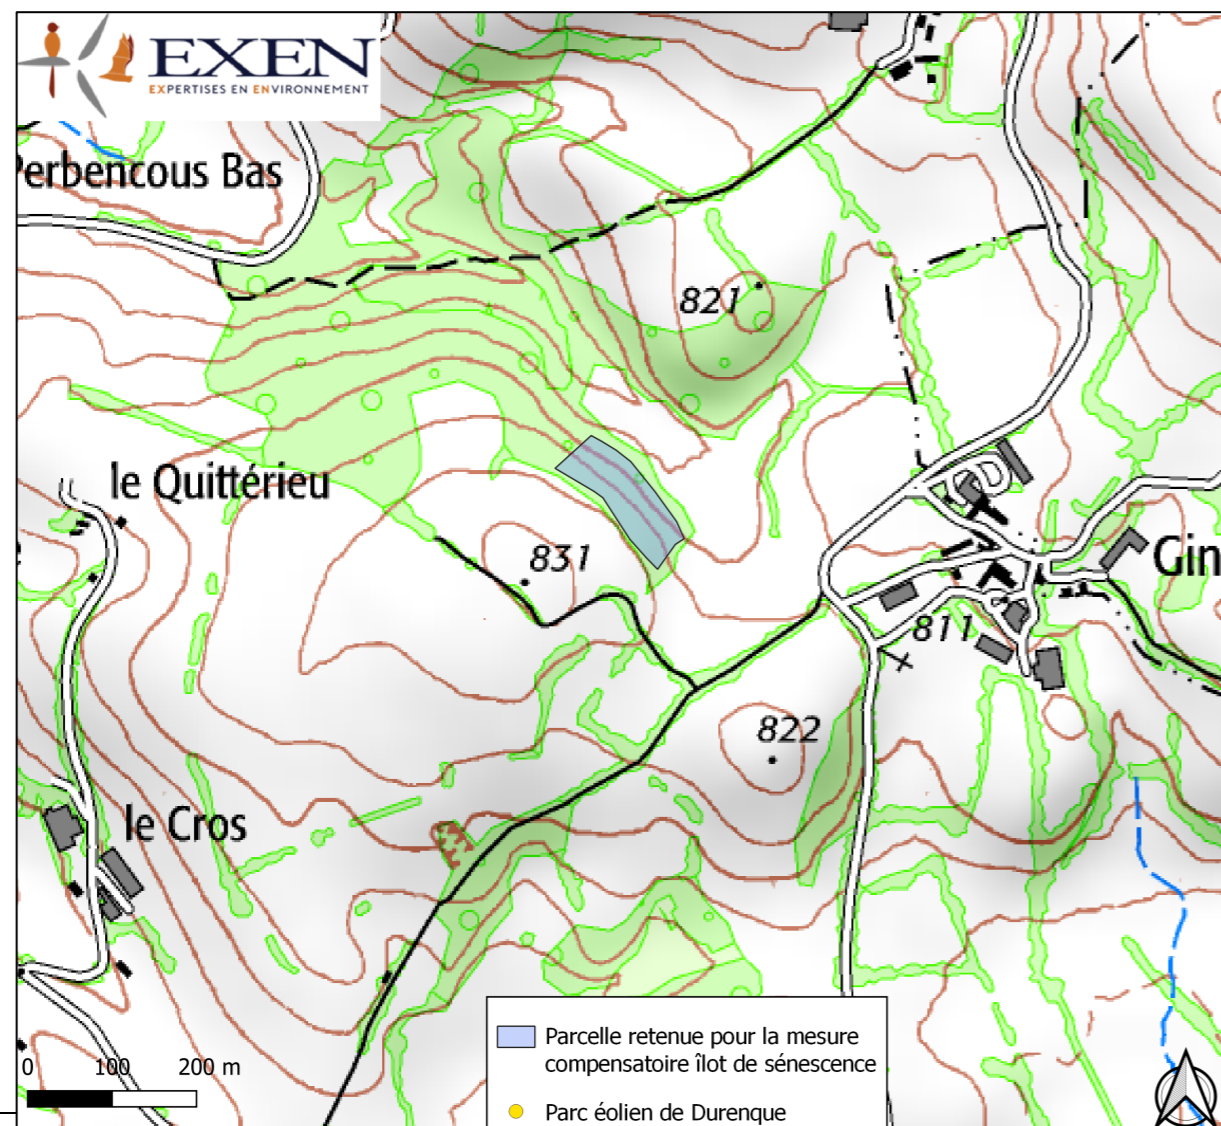 EXEN
EXPERTISES EN ENVIRONNEMENT
Perbencous Bas
821
le Quittérieu
831
Gin
811
822
le Cros
0 100 200 m
Parcelle retenue pour la mesure
compensatoire îlot de sénescence
Parc éolien de Durenque